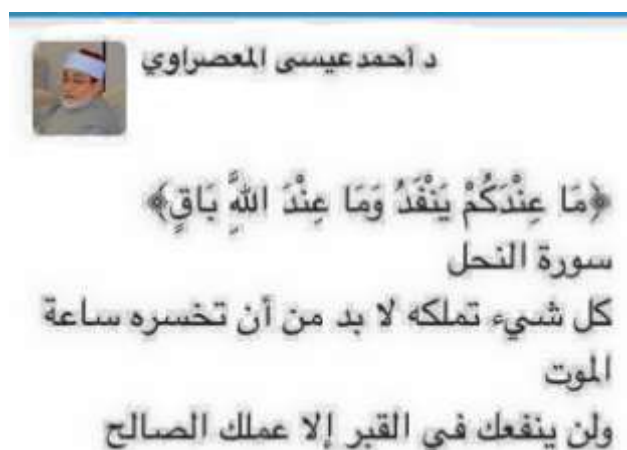 د أحمد عيسى المعصراوي
﴿مَا عِنْدَكُمْ يَنْفَدُ وَمَا عِنْدَ اللَّهِ بَاقٍ﴾
سورة النحل
كل شيء تملكه لا بد من أن تخسره ساعة
الموت
ولن ينفعك في القبر إلا عملك الصالح